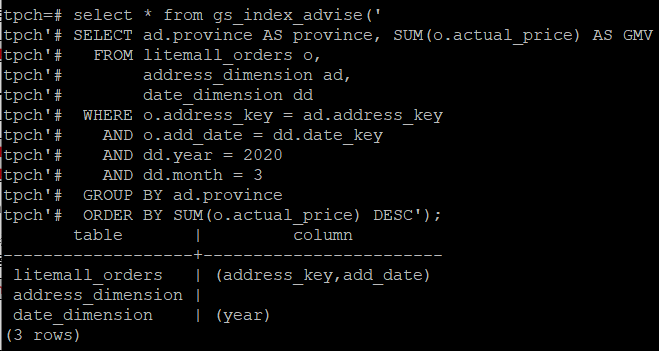 tpch=# select * from gs_index_advise('
tpch'# SELECT ad.province AS province, SUM(o.actual_price) AS GMV
tpch'#   FROM litemall_orders o,
tpch'#        address_dimension ad,
tpch'#        date_dimension dd
tpch'#  WHERE o.address_key = ad.address_key
tpch'#    AND o.add_date = dd.date_key
tpch'#    AND dd.year = 2020
tpch'#    AND dd.month = 3
tpch'#  GROUP BY ad.province
tpch'#  ORDER BY SUM(o.actual_price) DESC');
       table       |         column
-------------------+------------------------
 litemall_orders   | (address_key,add_date)
 address_dimension |
 date_dimension    | (year)
(3 rows)